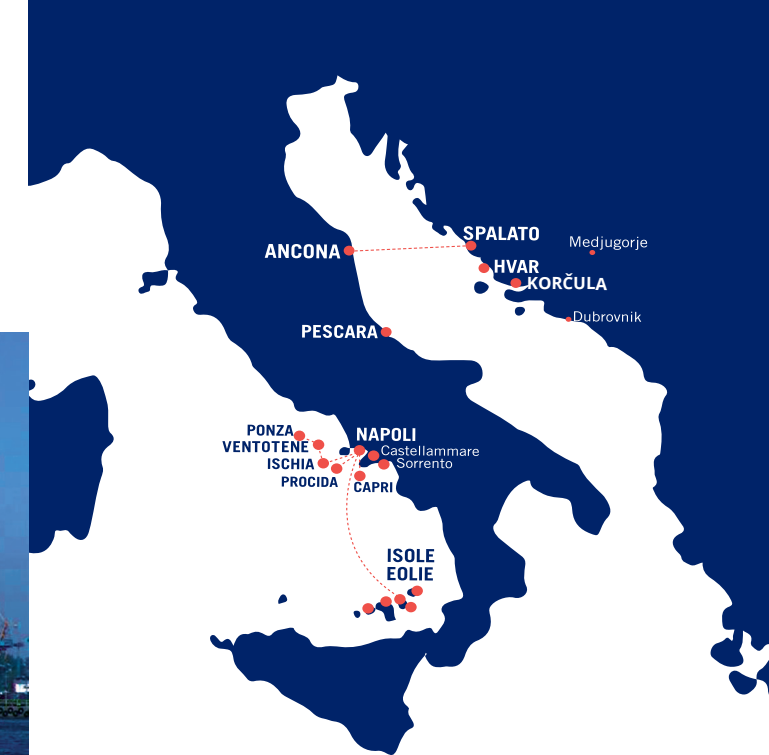 SPALATO
Medjugorje
ANCONA
HVAR
KORČULA
Dubrovnik
PESCARA
PONZA
NAPOLI
VENTOTENE
Castellammare
ISCHIA
Sorrento
PROCIDA
CAPRI
ISOLE
EOLIE